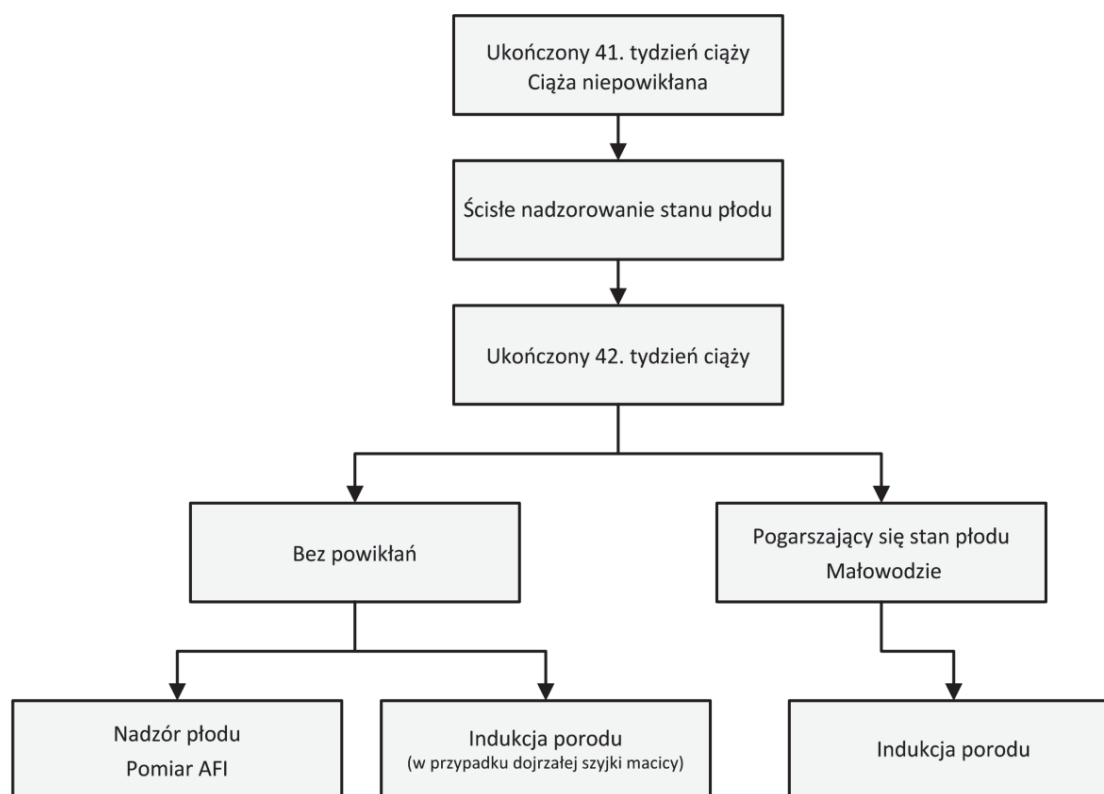 Ukończony 41. tydzień ciąży
Ciąża niepowikłana
Ścisłe nadzorowanie stanu płodu
Ukończony 42. tydzień ciąży
Bez powikłań
Pogarszający się stan płodu
Małowodzie
Nadzór płodu
Pomiar AFI
Indukcja porodu
(w przypadku dojrzałej szyjki macicy)
Indukcja porodu